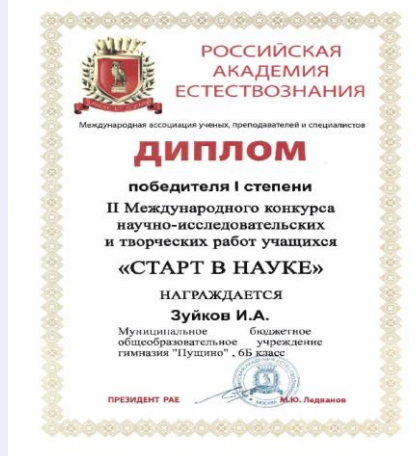 РОССИЙСКАЯ
АКАДЕМИЯ
ЕСТЕСТВОЗНАНИЯ
Международная ассоциация ученых, преподавателей и специалистов
ДИПЛОМ
победителя I степени
II Международного конкурса
научно-исследовательских
и творческих работ учащихся
«СТАРТ В НАУКЕ»
НАГРАЖДАЕТСЯ
Зуйков И.А.
Муниципальное бюджетное
общеобразовательное учреждение
гимназия "Пущино" , 6Б класс
ПРЕЗИДЕНТ РАЕ М.Ю. Ледванов